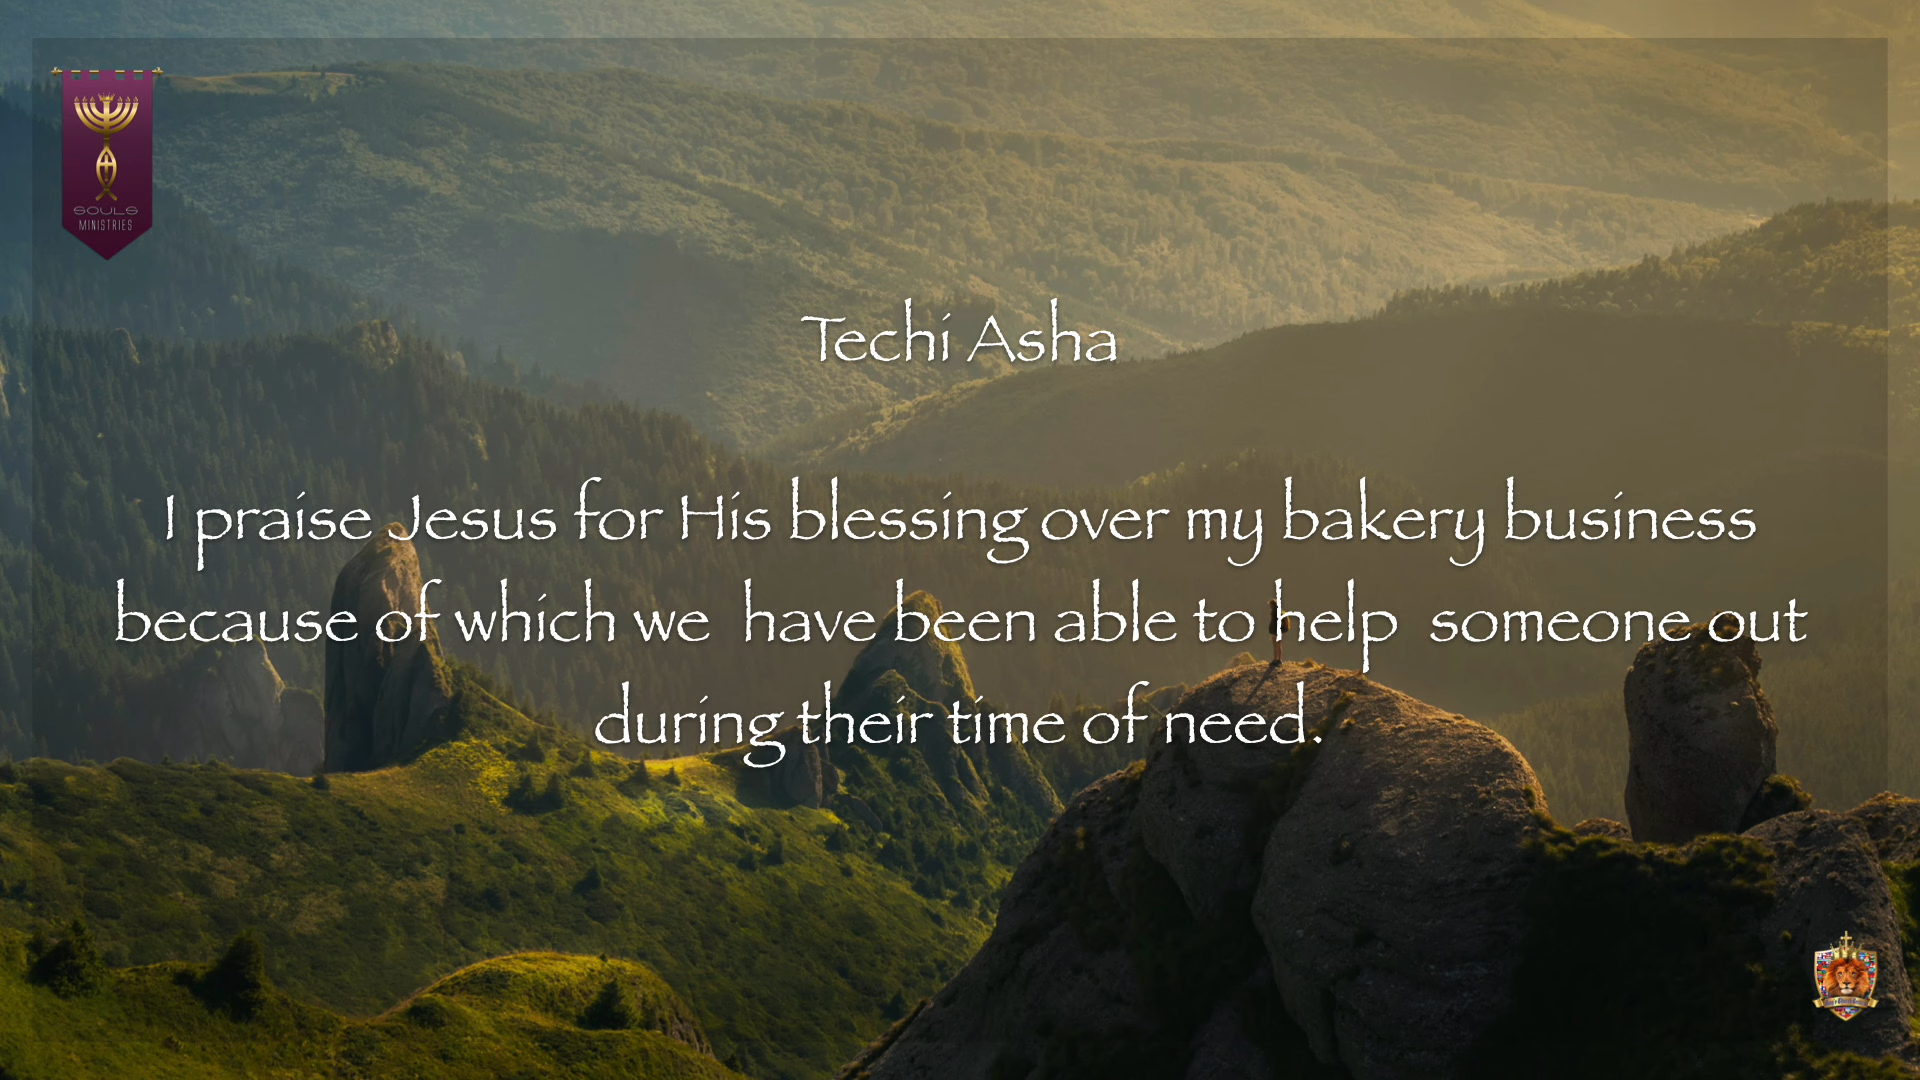 SOULS
MINISTRIES
Techi Asha
I praise Jesus for His blessing over my bakery business
because of which we  have been able to help  someone out
during their time of need.